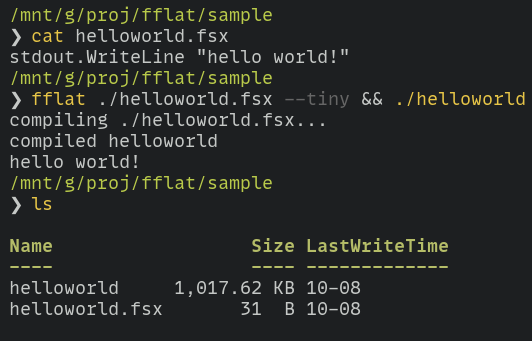 /mnt/g/proj/fflat/sample
❯ cat helloworld.fsx
stdout.WriteLine "hello world!"
/mnt/g/proj/fflat/sample
❯ fflat ./helloworld.fsx --tiny && ./helloworld
compiling ./helloworld.fsx...
compiled helloworld
hello world!
/mnt/g/proj/fflat/sample
❯ ls
Name Size LastWriteTime
---- ---- -------------
helloworld 1,017.62 KB 10-08
helloworld.fsx 31 B 10-08